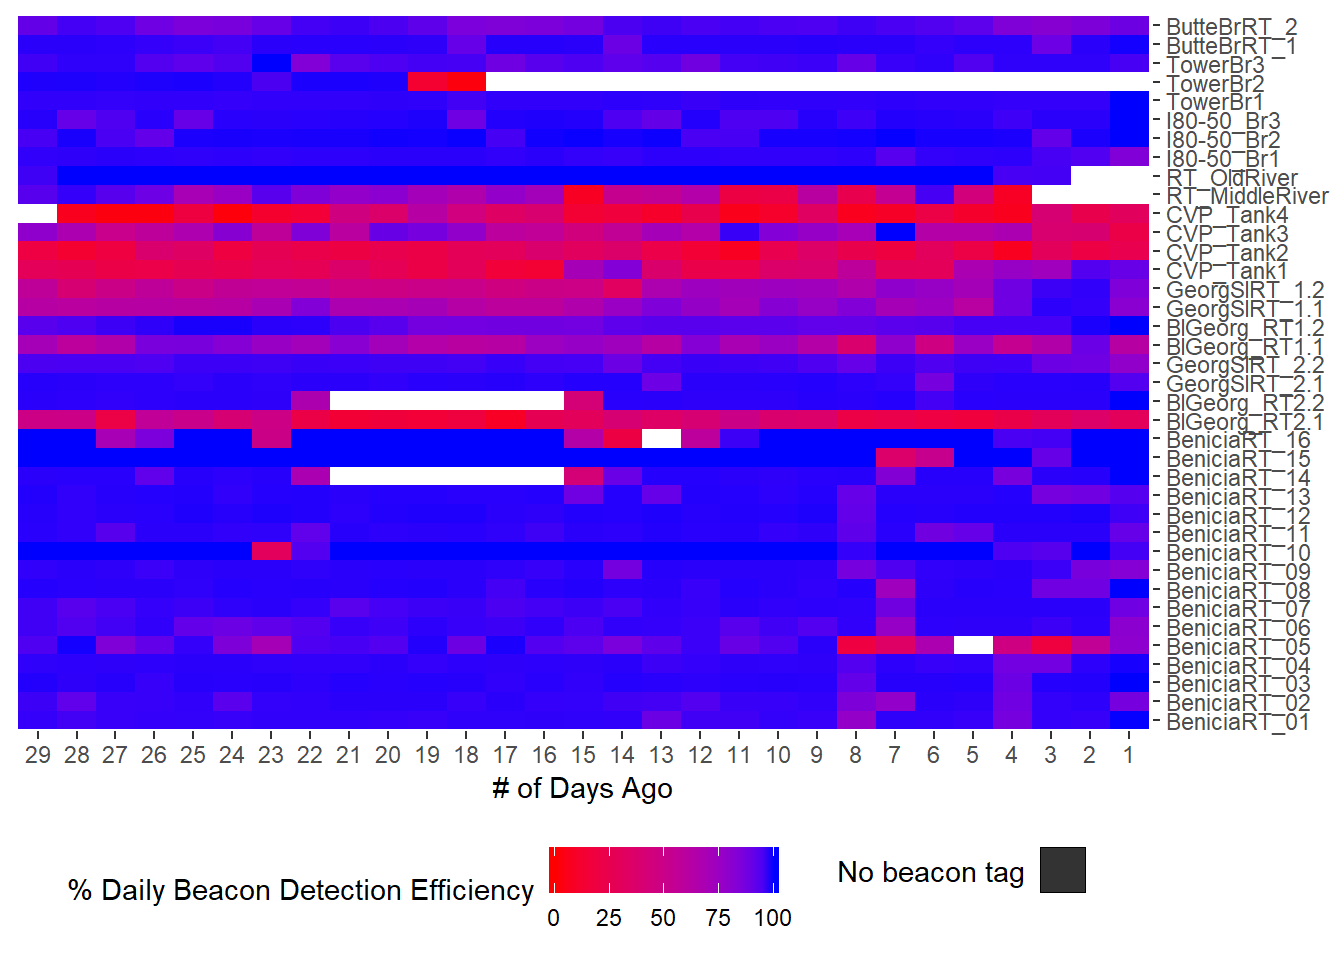 ButteBrRT_2
ButteBrRT_1
TowerBr3
TowerBr2
TowerBr1
I80-50_Br3
I80-50_Br2
I80-50_Br1
RT_OldRiver
RT_MiddleRiver
CVP_Tank4
CVP_Tank3
CVP_Tank2
CVP_Tank1
GeorgSlRT_1.2
GeorgSlRT_1.1
BlGeorg_RT1.2
BlGeorg_RT1.1
GeorgSlRT_2.2
GeorgSlRT_2.1
BlGeorg_RT2.2
BlGeorg_RT2.1
BeniciaRT_16
BeniciaRT_15
BeniciaRT_14
BeniciaRT_13
BeniciaRT_12
BeniciaRT_11
BeniciaRT_10
BeniciaRT_09
BeniciaRT_08
BeniciaRT_07
BeniciaRT_06
BeniciaRT_05
BeniciaRT_04
BeniciaRT_03
BeniciaRT_02
BeniciaRT_01
29 28 27 26 25 24 23 22 21 20 19 18 17 16 15 14 13 12 11 10 9 8 7 6 5 4 3 2 1
# of Days Ago
% Daily Beacon Detection Efficiency
0 25 50 75 100
No beacon tag